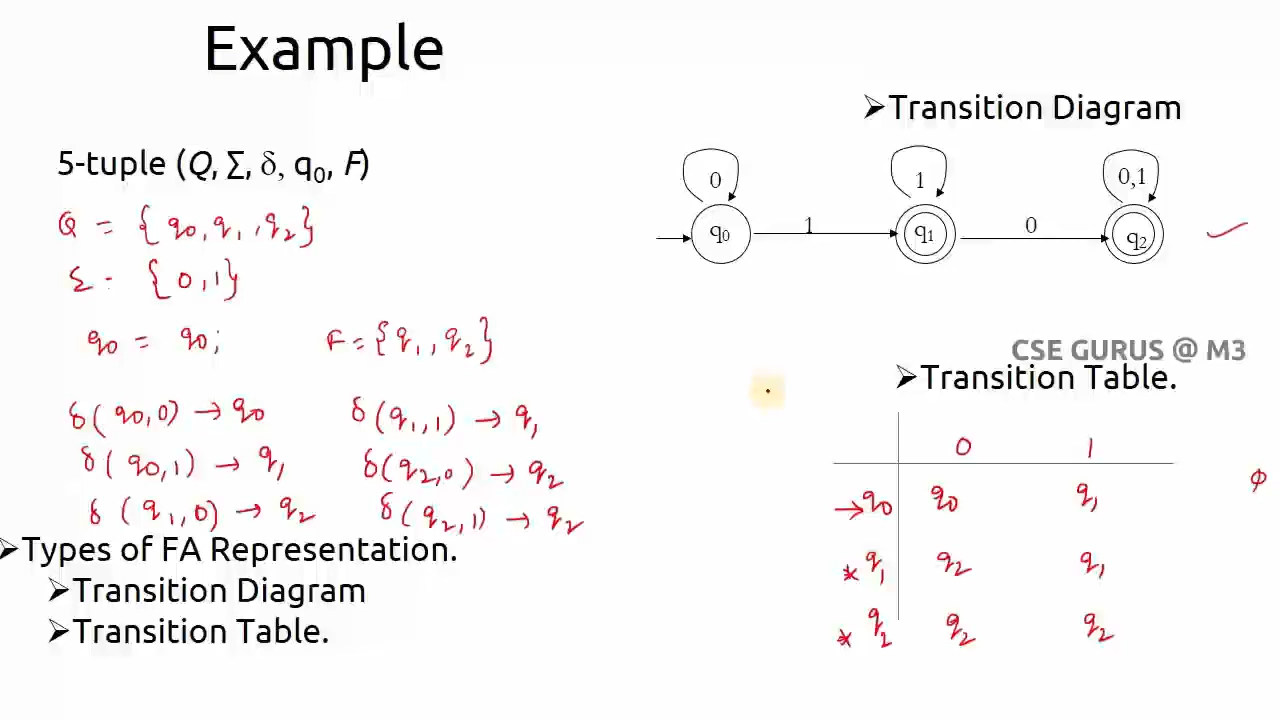 Example
5-tuple (Q, ∑, δ, q₀, F)
Q = {q₀, q₁, q₂}
Σ = {0,1}
q₀ = q₀; F = {q₁, q₂}
δ(q₀,0) → q₀ δ(q₁,1) → q₁
δ(q₀,1) → q₁ δ(q₂,0) → q₂
δ(q₁,0) → q₂ δ(q₂,1) → q₂
➢Types of FA Representation.
➢Transition Diagram
➢Transition Table.
➢Transition Diagram
0 1 0,1
q₀ 1 q₁ 0 q₂
CSE GURUS @ M3
➢Transition Table.
0 1
→q₀ q₀ q₁ φ
*q₁ q₂ q₁
*q₂ q₂ q₂